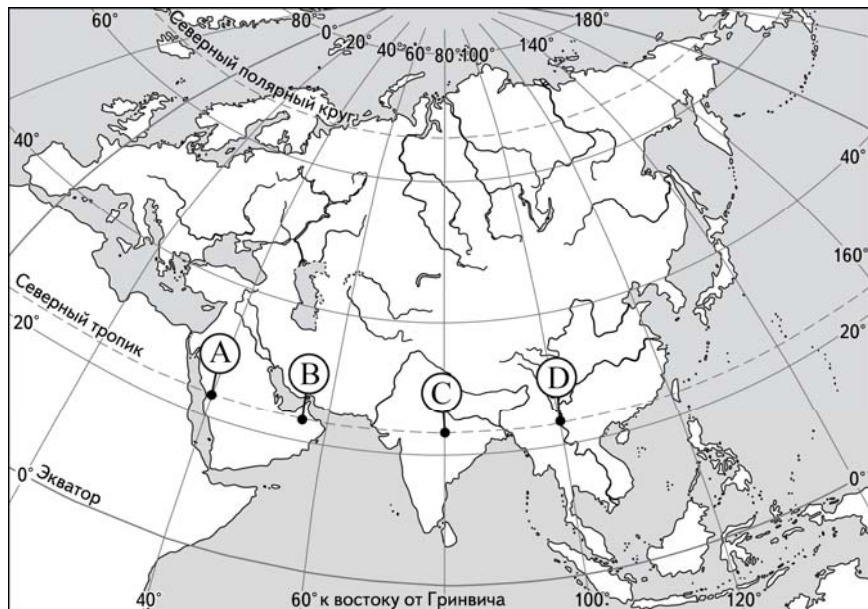 60° 80° 0° 20° 40° 60° 80° 100° 140° 180°
Северный полярный круг
40° 40°
160°
Северный тропик
20° 20°
A B C D
0° Экватор 0°
40° 60° к востоку от Гринвича 100° 120°